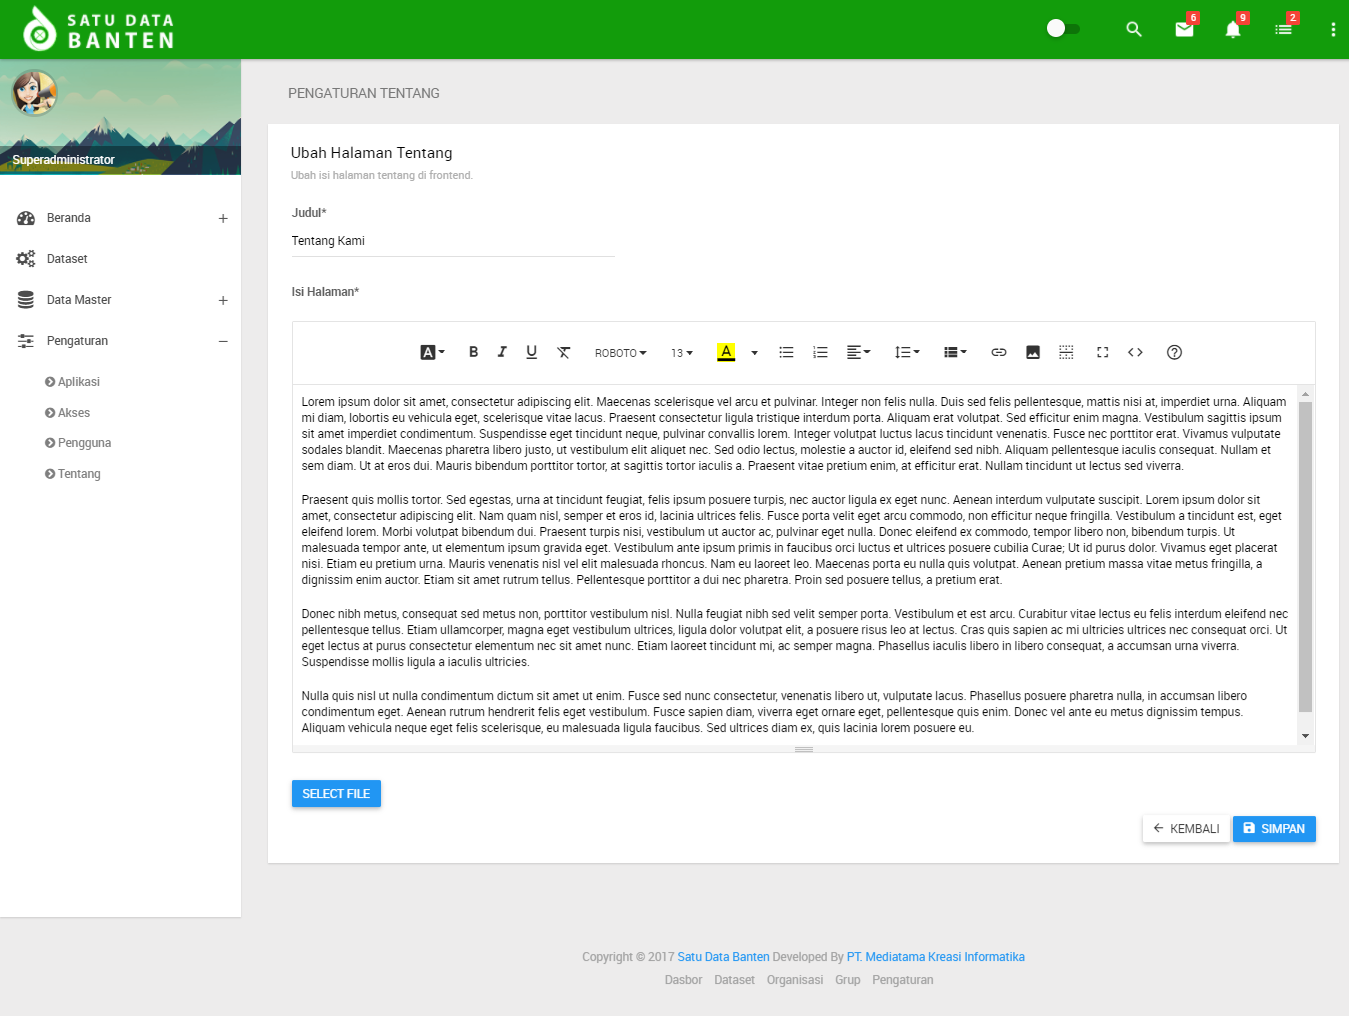 SATU DATA
BANTEN
6
9
2
Superadministrator
Beranda
Dataset
Data Master
Pengaturan
Aplikasi
Akses
Pengguna
Tentang
PENGATURAN TENTANG
Ubah Halaman Tentang
Ubah isi halaman tentang di frontend.
Judul*
Tentang Kami
Isi Halaman*
A B I U ROBOTO 13 A
Lorem ipsum dolor sit amet, consectetur adipiscing elit. Maecenas scelerisque vel arcu et pulvinar. Integer non felis nulla. Duis sed felis pellentesque, mattis nisi at, imperdiet urna. Aliquam
mi diam, lobortis eu vehicula eget, scelerisque vitae lacus. Praesent consectetur ligula tristique interdum porta. Aliquam erat volutpat. Sed efficitur enim magna. Vestibulum sagittis ipsum
sit amet imperdiet condimentum. Suspendisse eget tincidunt neque, pulvinar convallis lorem. Integer volutpat luctus lacus tincidunt venenatis. Fusce nec porttitor erat. Vivamus vulputate
sodales blandit. Maecenas pharetra libero justo, ut vestibulum elit aliquet nec. Sed odio lectus, molestie a auctor id, eleifend sed nibh. Aliquam pellentesque iaculis consequat. Nullam et
sem diam. Ut at eros dui. Mauris bibendum porttitor tortor, at sagittis tortor iaculis a. Praesent vitae pretium enim, at efficitur erat. Nullam tincidunt ut lectus sed viverra.
Praesent quis mollis tortor. Sed egestas, urna at tincidunt feugiat, felis ipsum posuere turpis, nec auctor ligula ex eget nunc. Aenean interdum vulputate suscipit. Lorem ipsum dolor sit
amet, consectetur adipiscing elit. Nam quam nisl, semper et eros id, lacinia ultrices felis. Fusce porta velit eget arcu commodo, non efficitur neque fringilla. Vestibulum a tincidunt est, eget
eleifend lorem. Morbi volutpat bibendum dui. Praesent turpis nisi, vestibulum ut auctor ac, pulvinar eget nulla. Donec eleifend ex commodo, tempor libero non, bibendum turpis. Ut
malesuada tempor ante, ut elementum ipsum gravida eget. Vestibulum ante ipsum primis in faucibus orci luctus et ultrices posuere cubilia Curae; Ut id purus dolor. Vivamus eget placerat
nisi. Etiam eu pretium urna. Mauris venenatis nisl vel elit malesuada rhoncus. Nam eu laoreet leo. Maecenas porta eu nulla quis volutpat. Aenean pretium massa vitae metus fringilla, a
dignissim enim auctor. Etiam sit amet rutrum tellus. Pellentesque porttitor a dui nec pharetra. Proin sed posuere tellus, a pretium erat.
Donec nibh metus, consequat sed metus non, porttitor vestibulum nisl. Nulla feugiat nibh sed velit semper porta. Vestibulum et est arcu. Curabitur vitae lectus eu felis interdum eleifend nec
pellentesque tellus. Etiam ullamcorper, magna eget vestibulum ultrices, ligula dolor volutpat elit, a posuere risus leo at lectus. Cras quis sapien ac mi ultricies ultrices nec consequat orci. Ut
eget lectus at purus consectetur elementum nec sit amet nunc. Etiam laoreet tincidunt mi, ac semper magna. Phasellus iaculis libero in libero consequat, a accumsan urna viverra.
Suspendisse mollis ligula a iaculis ultricies.
Nulla quis nisl ut nulla condimentum dictum sit amet ut enim. Fusce sed nunc consectetur, venenatis libero ut, vulputate lacus. Phasellus posuere pharetra nulla, in accumsan libero
condimentum eget. Aenean rutrum hendrerit felis eget vestibulum. Fusce sapien diam, viverra eget ornare eget, pellentesque quis enim. Donec vel ante eu metus dignissim tempus.
Aliquam vehicula neque eget felis scelerisque, eu malesuada ligula faucibus. Sed ultrices diam ex, quis lacinia lorem posuere eu.
SELECT FILE
KEMBALI
SIMPAN
Copyright © 2017 Satu Data Banten Developed By PT. Mediatama Kreasi Informatika
Dasbor Dataset Organisasi Grup Pengaturan